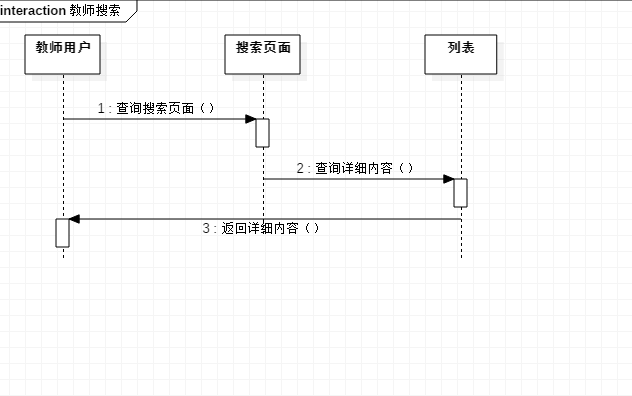 interaction 教师搜索
教师用户
搜索页面
列表
1 : 查询搜索页面（）
2 : 查询详细内容（）
3 : 返回详细内容（）